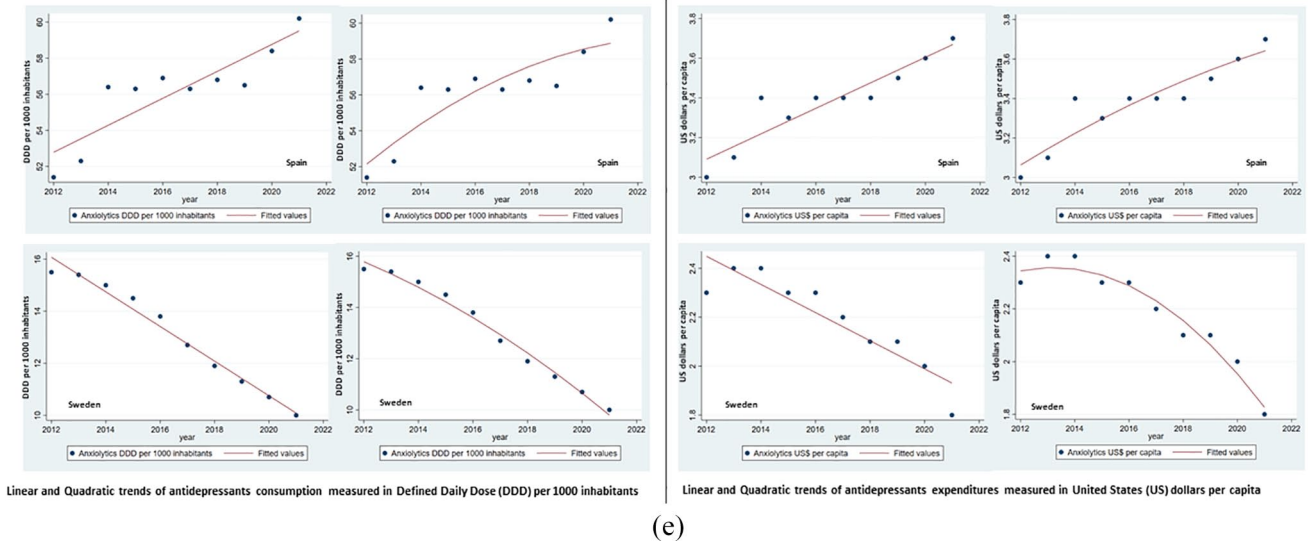 DDD per 1000 inhabitants
60
58
56
54
52
Spain
2012 2014 2016 2018 2020 2022
year
Anxiolytics DDD per 1000 inhabitants Fitted values
DDD per 1000 inhabitants
60
58
56
54
52
Spain
2012 2014 2016 2018 2020 2022
year
Anxiolytics DDD per 1000 inhabitants Fitted values
US dollars per capita
3.8
3.6
3.4
3.2
3
Spain
2012 2014 2016 2018 2020 2022
year
Anxiolytics US$ per capita Fitted values
US dollars per capita
3.8
3.6
3.4
3.2
3
Spain
2012 2014 2016 2018 2020 2022
year
Anxiolytics US$ per capita Fitted values
DDD per 1000 inhabitants
16
14
12
10
Sweden
2012 2014 2016 2018 2020 2022
year
Anxiolytics DDD per 1000 inhabitants Fitted values
DDD per 1000 inhabitants
16
14
12
10
Sweden
2012 2014 2016 2018 2020 2022
year
Anxiolytics DDD per 1000 inhabitants Fitted values
US dollars per capita
2.4
2.2
2
1.8
Sweden
2012 2014 2016 2018 2020 2022
year
Anxiolytics US$ per capita Fitted values
US dollars per capita
2.4
2.2
2
1.8
Sweden
2012 2014 2016 2018 2020 2022
year
Anxiolytics US$ per capita Fitted values
Linear and Quadratic trends of antidepressants consumption measured in Defined Daily Dose (DDD) per 1000 inhabitants
Linear and Quadratic trends of antidepressants expenditures measured in United States (US) dollars per capita
(e)